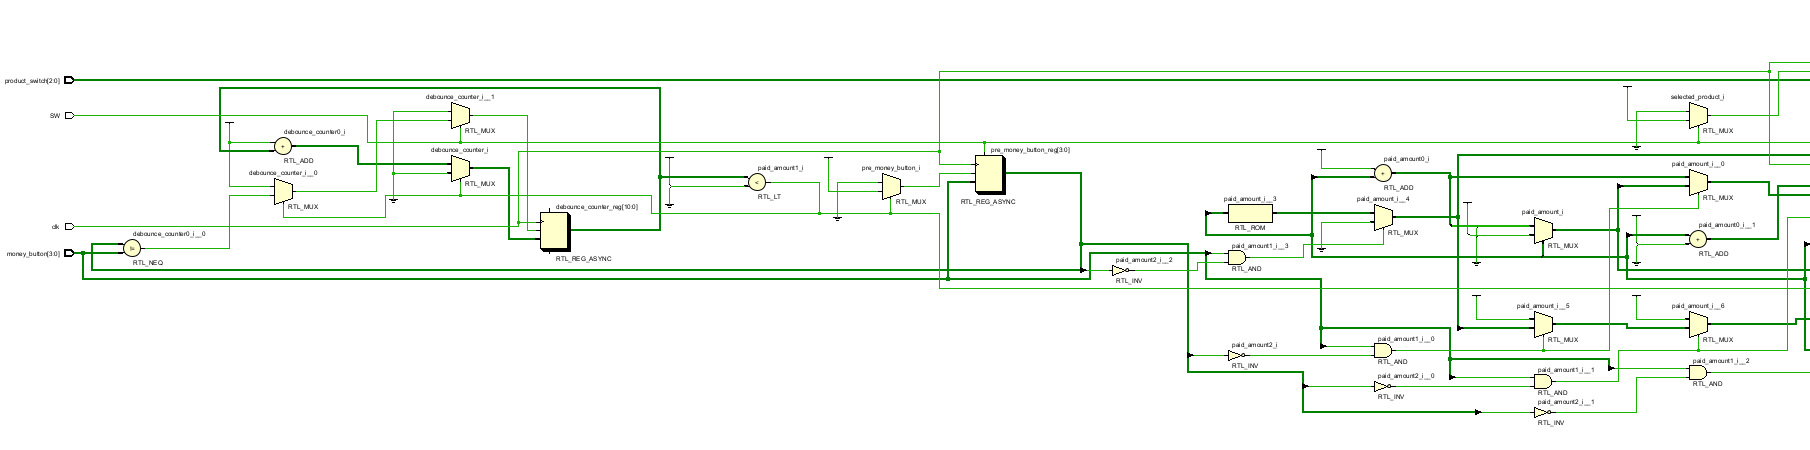 product_switch[2:0]
SW
clk
money_button[3:0]
debounce_counter0_i__0
RTL_NEQ
debounce_counter0_i
RTL_ADD
debounce_counter_i__0
RTL_MUX
debounce_counter_i__1
RTL_MUX
debounce_counter_i
RTL_MUX
debounce_counter_reg[10:0]
RTL_REG_ASYNC
paid_amount1_i
<
RTL_LT
pre_money_button_i
RTL_MUX
pre_money_button_reg[3:0]
RTL_REG_ASYNC
paid_amount2_i__2
RTL_INV
paid_amount_i__3
RTL_ROM
paid_amount1_i__3
RTL_AND
paid_amount2_i
RTL_INV
paid_amount0_i
RTL_ADD
paid_amount_i__4
RTL_MUX
paid_amount1_i__0
RTL_AND
paid_amount2_i__0
RTL_INV
paid_amount_i
RTL_MUX
paid_amount_i__5
RTL_MUX
paid_amount1_i__1
RTL_AND
paid_amount2_i__1
RTL_INV
selected_product_i
RTL_MUX
paid_amount_i__0
RTL_MUX
paid_amount0_i__1
RTL_ADD
paid_amount_i__6
RTL_MUX
paid_amount1_i__2
RTL_AND